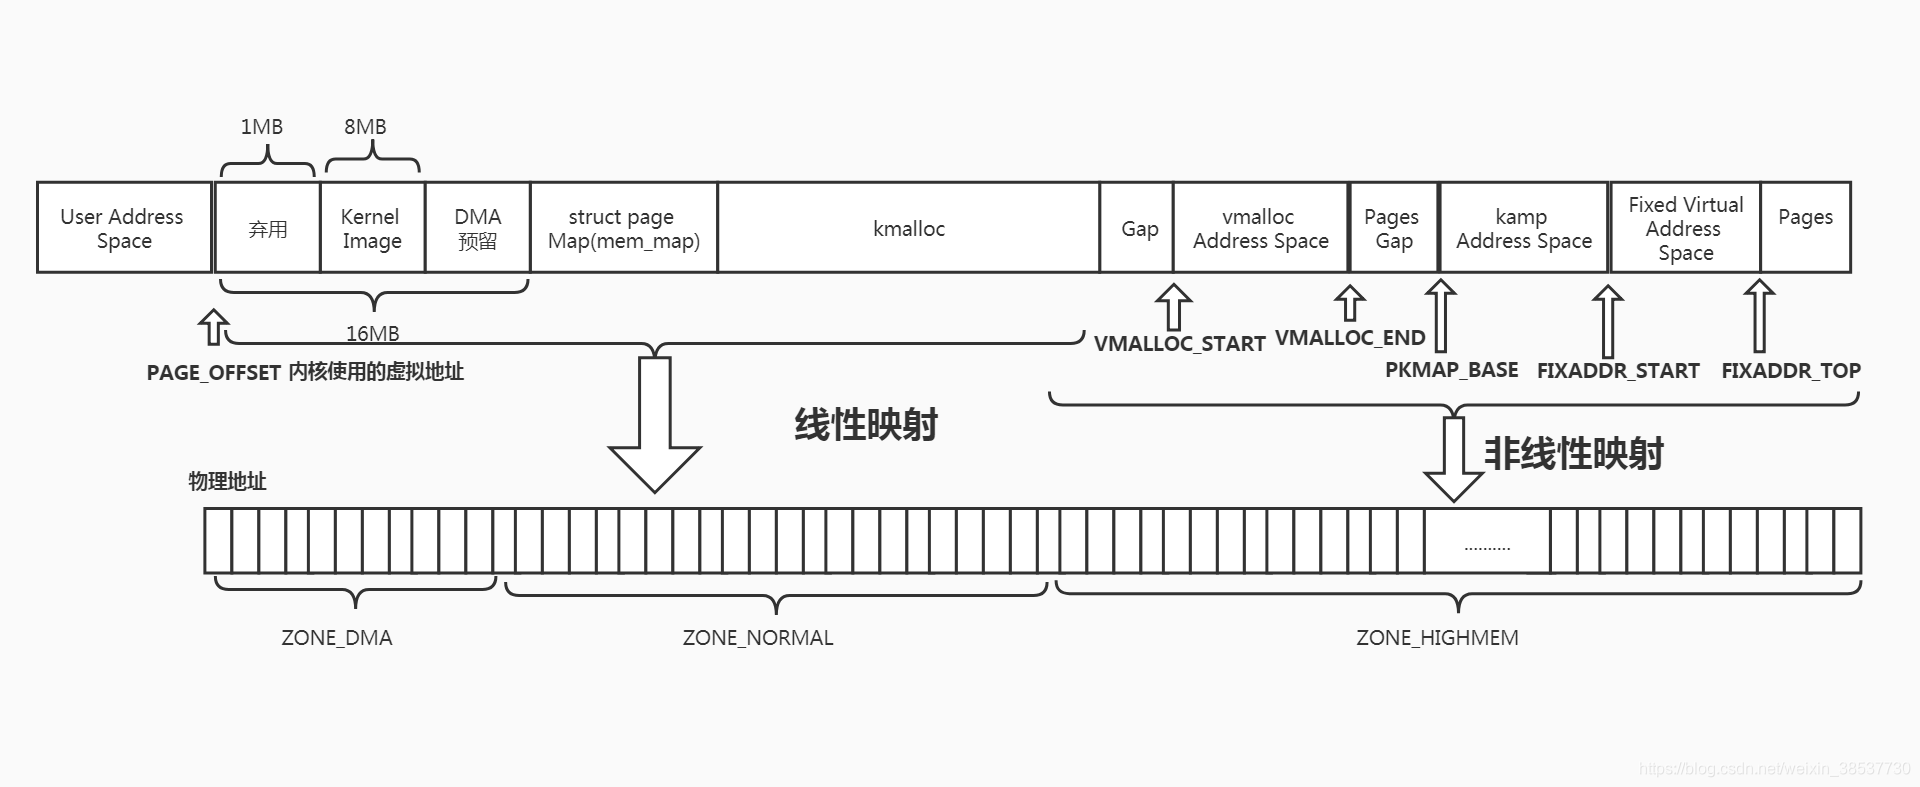 1MB
8MB
User Address
Space
弃用
Kernel
Image
DMA
预留
struct page
Map(mem_map)
kmalloc
Gap
vmalloc
Address Space
Pages
Gap
kamp
Address Space
Fixed Virtual
Address
Space
Pages
16MB
PAGE_OFFSET 内核使用的虚拟地址
VMALLOC_START
VMALLOC_END
PKMAP_BASE
FIXADDR_START
FIXADDR_TOP
线性映射
非线性映射
物理地址
..........
ZONE_DMA
ZONE_NORMAL
ZONE_HIGHMEM
https://blog.csdn.net/weixin_38537730